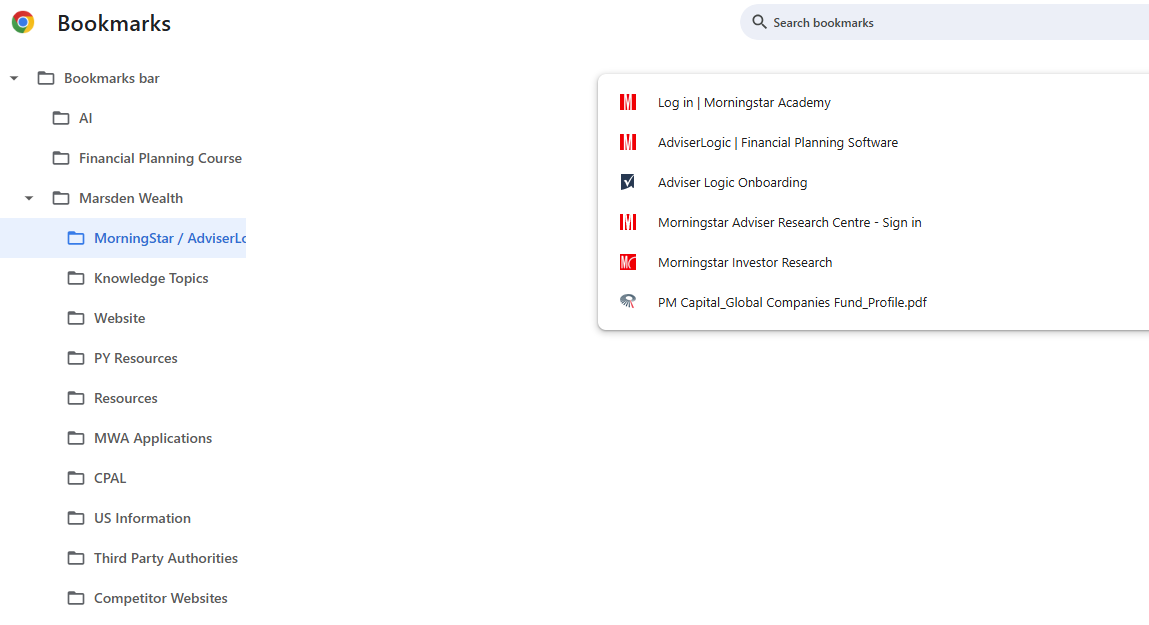 Bookmarks
Search bookmarks
Bookmarks bar
AI
Financial Planning Course
Marsden Wealth
MorningStar / AdviserLo
Knowledge Topics
Website
PY Resources
Resources
MWA Applications
CPAL
US Information
Third Party Authorities
Competitor Websites
Log in | Morningstar Academy
AdviserLogic | Financial Planning Software
Adviser Logic Onboarding
Morningstar Adviser Research Centre - Sign in
Morningstar Investor Research
PM Capital_Global Companies Fund_Profile.pdf